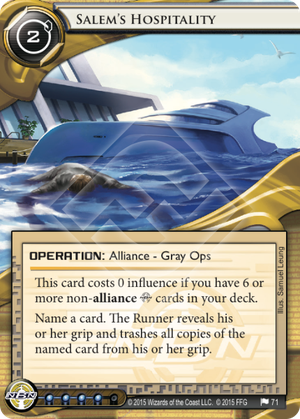 2
SALEM'S HOSPITALITY
OPERATION: Alliance - Gray Ops
This card costs 0 influence if you have 6 or
more non-alliance cards in your deck.
Name a card. The Runner reveals his
or her grip and trashes all copies of the
named card from his or her grip.
Illus. Samuel Leung
NBN
© 2015 Wizards of the Coast LLC. © 2015 FFG
71